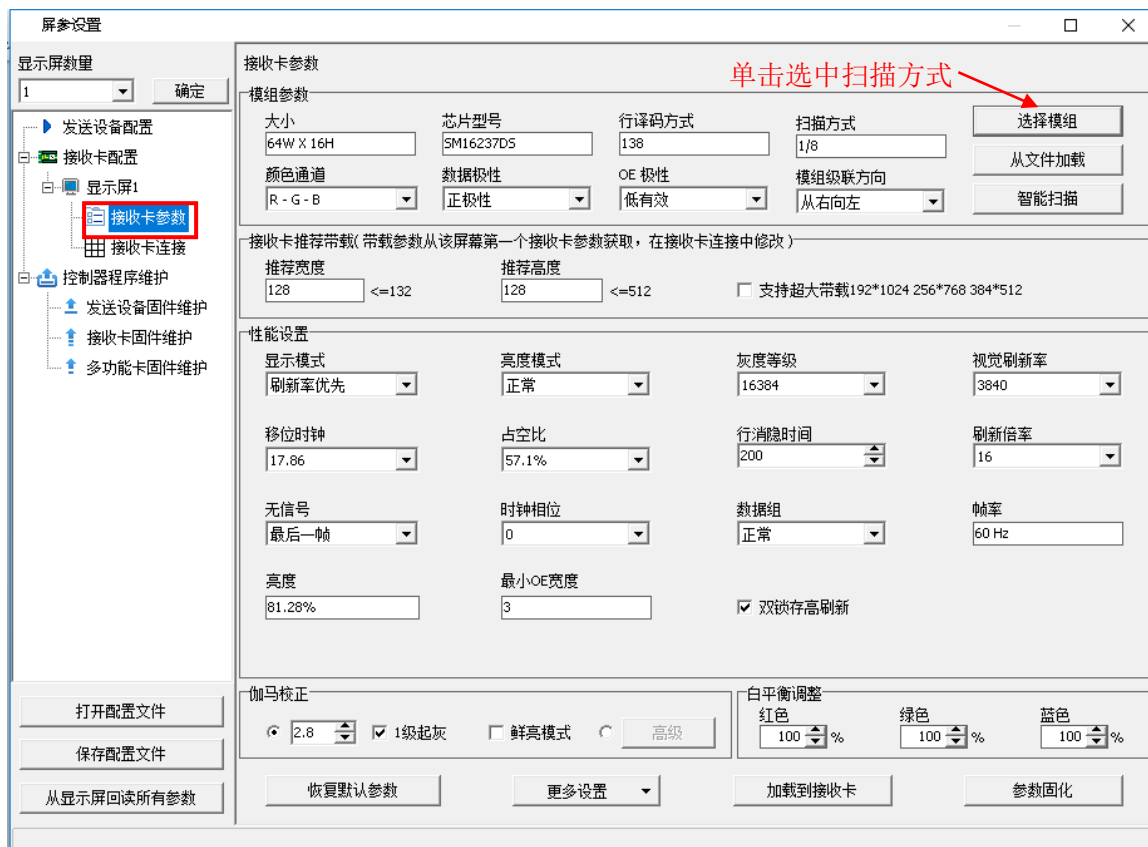 屏参设置
显示屏数量
1
确定
发送设备配置
接收卡配置
显示屏1
接收卡参数
接收卡连接
控制器程序维护
发送设备固件维护
接收卡固件维护
多功能卡固件维护
打开配置文件
保存配置文件
从显示屏回读所有参数
接收卡参数
单击选中扫描方式
模组参数
大小 芯片型号 行译码方式 扫描方式 选择模组
64W X 16H SM16237DS 138 1/8
从文件加载
颜色通道 数据极性 OE 极性 模组级联方向
R - G - B 正极性 低有效 从右向左 智能扫描
接收卡推荐带载(带载参数从该屏幕第一个接收卡参数获取，在接收卡连接中修改)
推荐宽度 推荐高度
128 <=132 128 <=512 支持超大带载192*1024 256*768 384*512
性能设置
显示模式 亮度模式 灰度等级 视觉刷新率
刷新率优先 正常 16384 3840
移位时钟 占空比 行消隐时间 刷新倍率
17.86 57.1% 200 16
无信号 时钟相位 数据组 帧率
最后一帧 0 正常 60 Hz
亮度 最小OE宽度
81.28% 3 双锁存高刷新
伽马校正
2.8 1级起灰 鲜亮模式 高级
白平衡调整
红色 绿色 蓝色
100 % 100 % 100 %
恢复默认参数 更多设置 加载到接收卡 参数固化